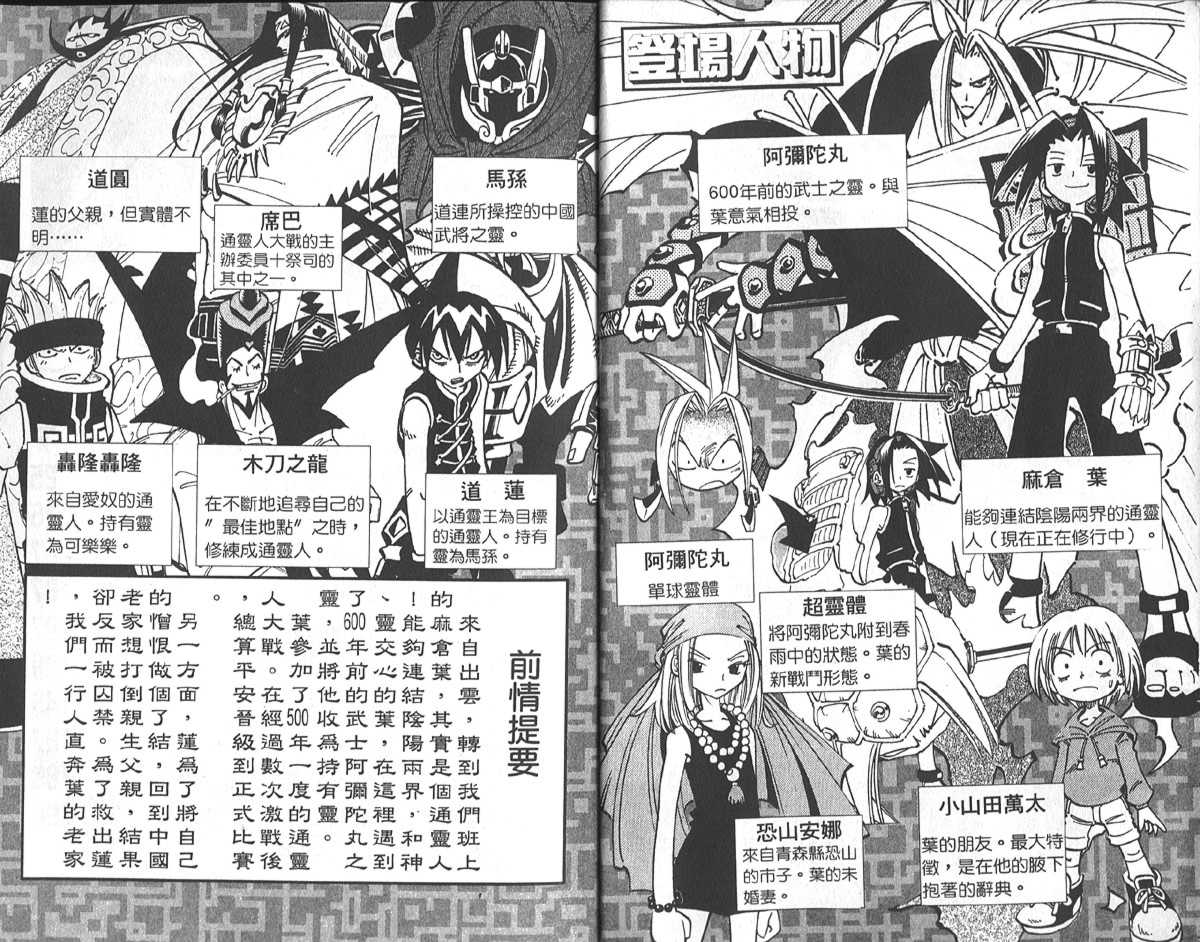 登場人物
阿彌陀丸
600年前的武士之靈。與
葉意氣相投。
麻倉　葉
能夠連結陰陽兩界的通靈
人（現在正在修行中）。
阿彌陀丸
單球靈體
超靈體
將阿彌陀丸附到春
雨中的狀態。葉的
新戰鬥形態。
恐山安娜
來自青森縣恐山
的市子。葉的未
婚妻。
小山田萬太
葉的朋友。最大特
徵，是在他的腋下
抱著的辭典。
馬孫
道連所操控的中國
武將之靈。
席巴
通靈人大戰的主
辦委員十祭司的
其中之一。
道圓
蓮的父親，但實體不
明……
道　蓮
以通靈王為目標
的通靈人。持有
靈為馬孫。
木刀之龍
在不斷地追尋自己的
〝最佳地點〞之時，
修練成通靈人。
轟隆轟隆
來自愛奴的通
靈人。持有靈
為可樂樂。
前情提要
來自出雲，轉到我們班上
的麻倉葉，其實是個通靈人
！能夠連結陰陽兩界，和神
、靈交心的葉，在這裡遇到
了600年前的武士阿彌陀丸之
靈，並將他收為持有靈。
葉參加了500年一度的通靈
人大戰。在經過數次激戰後
，總算平安晉級到正式比賽
。
另一方面，蓮為了將自己
的憎恨做個了結，回到中國
老家想打倒親生父親，結果
卻反而被囚禁。為了救出蓮
，我們一行人直奔葉的老家
！